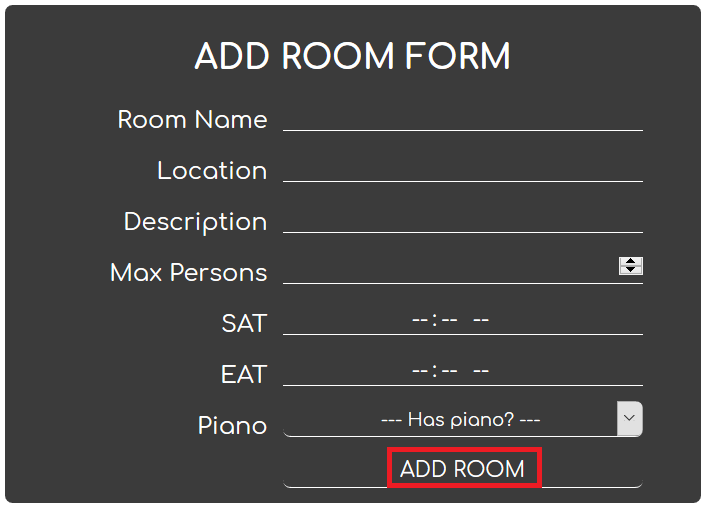 ADD ROOM FORM
Room Name
Location
Description
Max Persons
SAT --:-- --
EAT --:-- --
Piano --- Has piano? ---
ADD ROOM